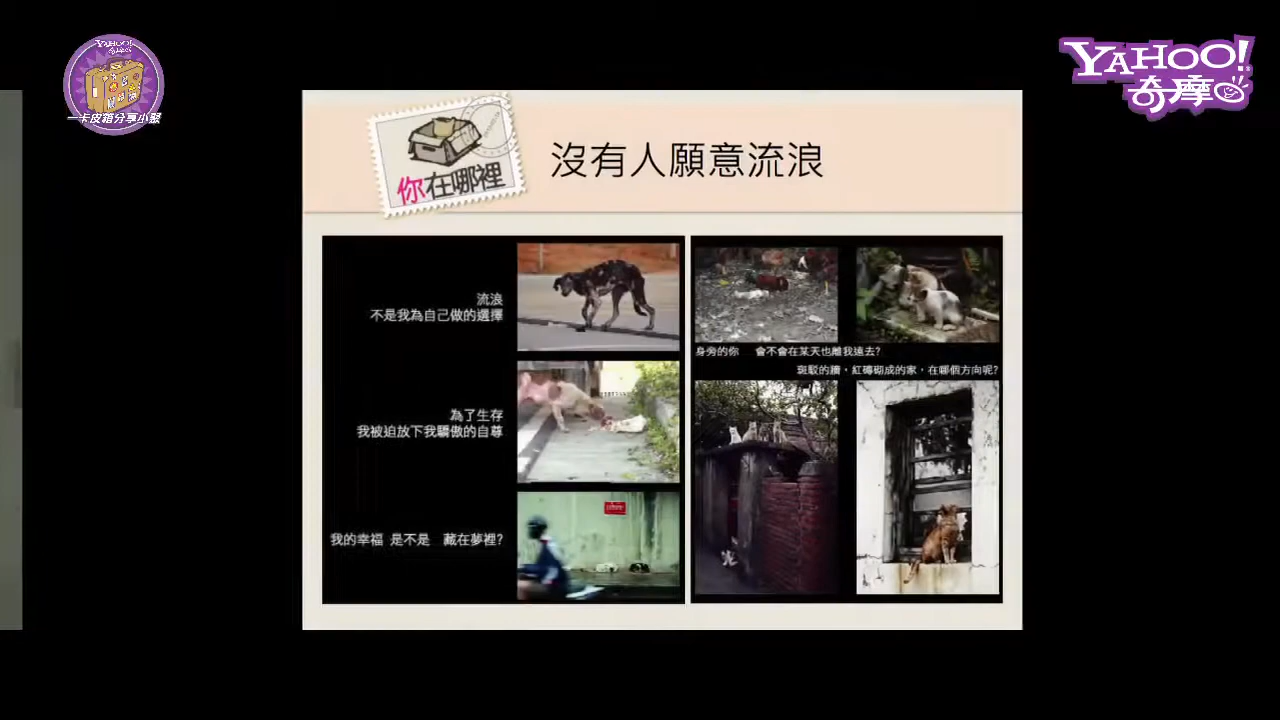 YAHOO!
一卡皮箱分享小聚
YAHOO!
奇摩
你在哪裡
沒有人願意流浪
流浪
不是我為自己做的選擇
為了生存
我被迫放下我驕傲的自尊
我的幸福 是不是 藏在夢裡?
身旁的你 會不會在某天也離我遠去?
斑駁的牆，紅磚砌成的家，在哪個方向呢?